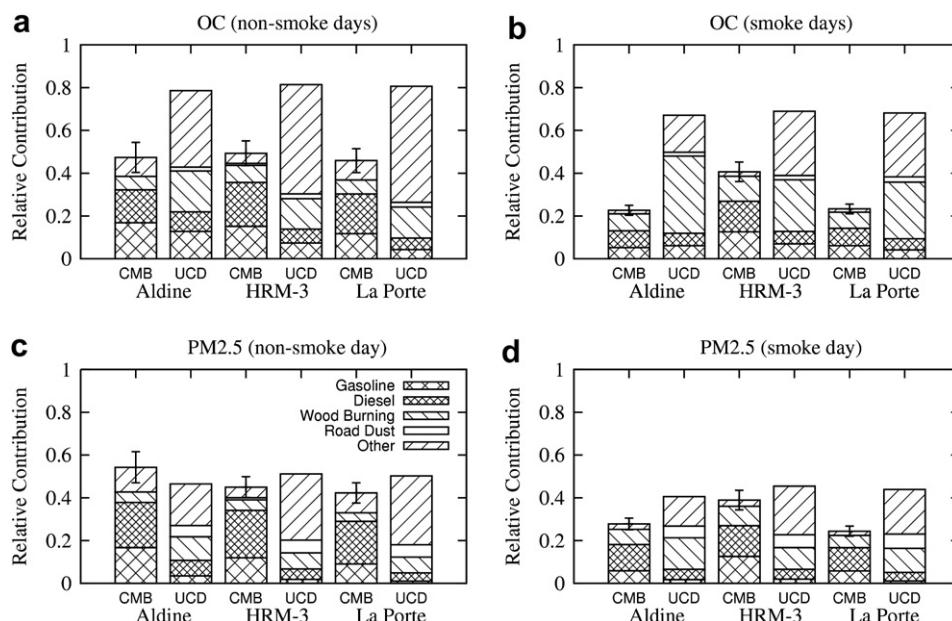 a
OC (non-smoke days)
Relative Contribution
1
0.8
0.6
0.4
0.2
0
CMB UCD CMB UCD CMB UCD
Aldine HRM-3 La Porte
b
OC (smoke days)
Relative Contribution
1
0.8
0.6
0.4
0.2
0
CMB UCD CMB UCD CMB UCD
Aldine HRM-3 La Porte
c
PM2.5 (non-smoke day)
Relative Contribution
1
0.8
0.6
0.4
0.2
0
Gasoline
Diesel
Wood Burning
Road Dust
Other
CMB UCD CMB UCD CMB UCD
Aldine HRM-3 La Porte
d
PM2.5 (smoke day)
Relative Contribution
1
0.8
0.6
0.4
0.2
0
CMB UCD CMB UCD CMB UCD
Aldine HRM-3 La Porte